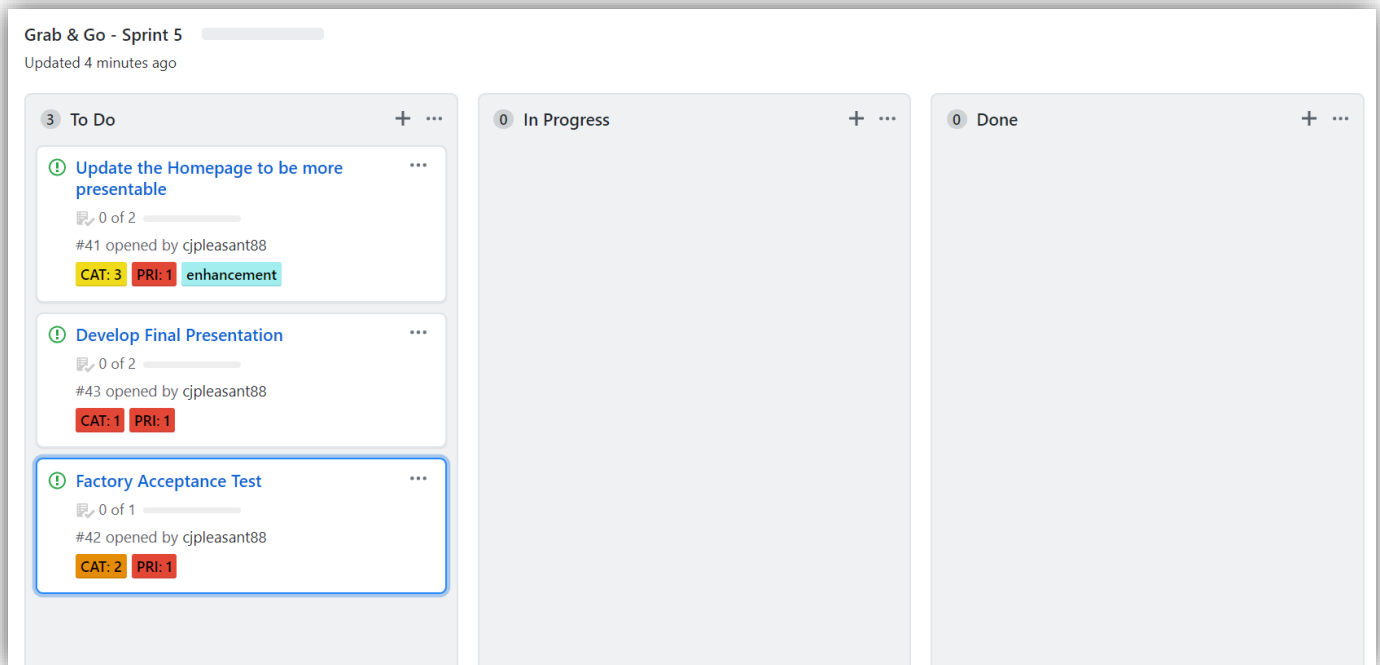 Grab & Go - Sprint 5
Updated 4 minutes ago
3 To Do
Update the Homepage to be more
presentable
0 of 2
#41 opened by cjpleasant88
CAT: 3 PRI: 1 enhancement
Develop Final Presentation
0 of 2
#43 opened by cjpleasant88
CAT: 1 PRI: 1
Factory Acceptance Test
0 of 1
#42 opened by cjpleasant88
CAT: 2 PRI: 1
0 In Progress
0 Done